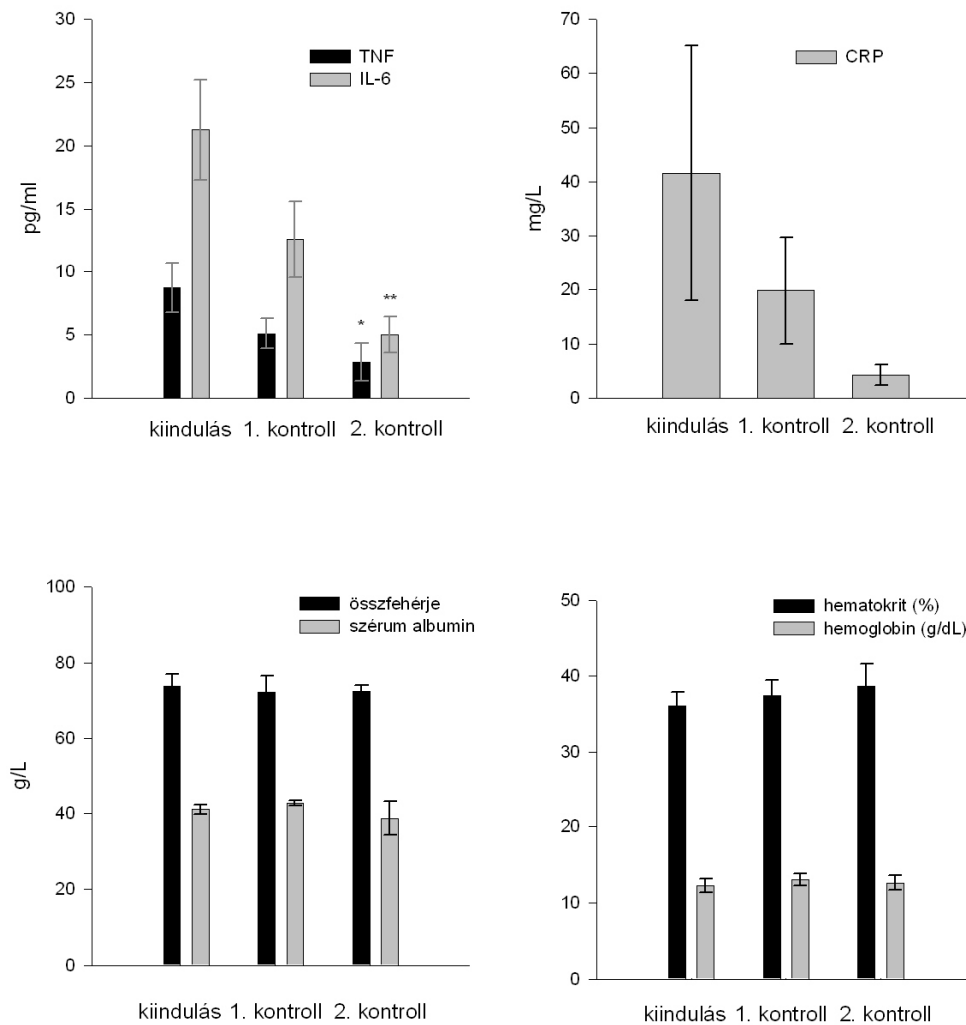 30
25
20
15
10
5
0
pg/ml
TNF
IL-6
*
**
kiindulás 1. kontroll 2. kontroll
70
60
50
40
30
20
10
0
mg/L
CRP
kiindulás 1. kontroll 2. kontroll
100
80
60
40
20
0
g/L
összfehérje
szérum albumin
kiindulás 1. kontroll 2. kontroll
50
40
30
20
10
0
hematokrit (%)
hemoglobin (g/dL)
kiindulás 1. kontroll 2. kontroll